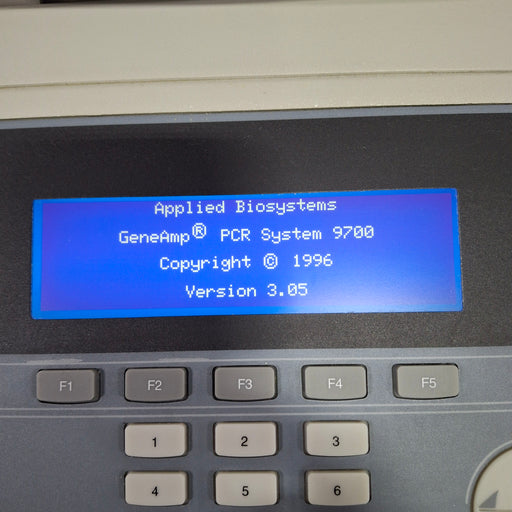 Applied Biosystems
GeneAmp® PCR System 9700
Copyright © 1996
Version 3.05
F1 F2 F3 F4 F5
1 2 3
4 5 6